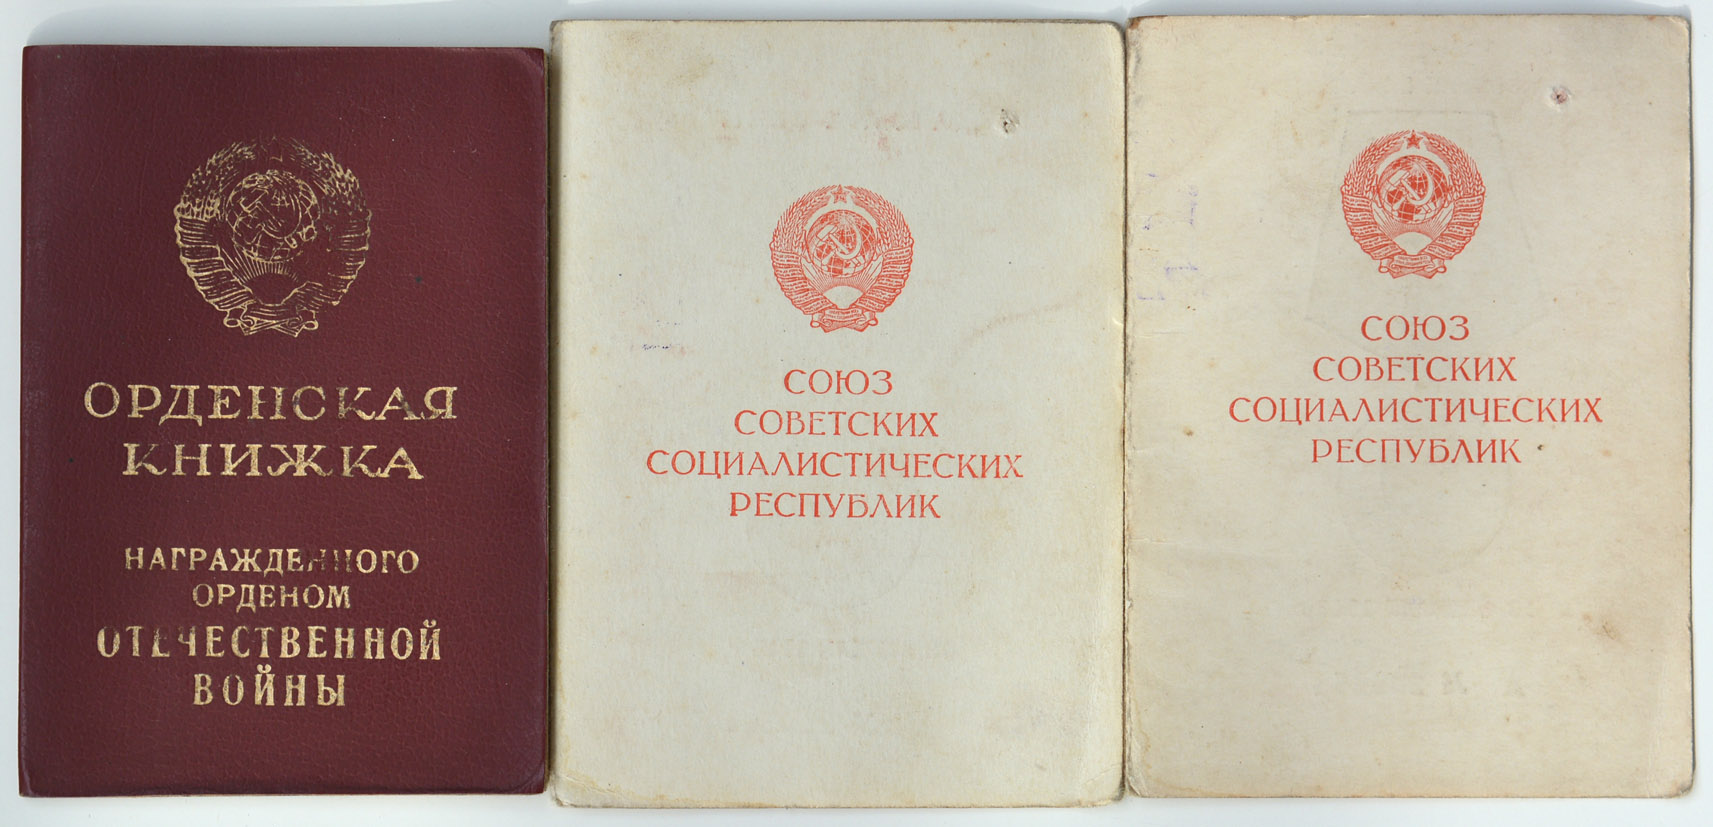 ОРДЕНСКАЯ
КНИЖКА
НАГРАЖДЕННОГО
ОРДЕНОМ
ОТЕЧЕСТВЕННОЙ
ВОЙНЫ
СОЮЗ
СОВЕТСКИХ
СОЦИАЛИСТИЧЕСКИХ
РЕСПУБЛИК
СОЮЗ
СОВЕТСКИХ
СОЦИАЛИСТИЧЕСКИХ
РЕСПУБЛИК